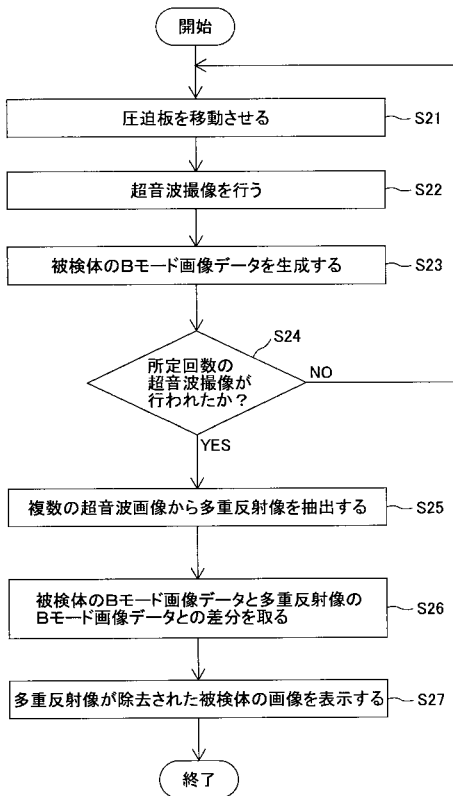 開始
圧迫板を移動させる
S21
超音波撮像を行う
S22
被検体のBモード画像データを生成する
S23
S24
所定回数の
超音波撮像が
行われたか？
NO
YES
複数の超音波画像から多重反射像を抽出する
S25
被検体のBモード画像データと多重反射像の
Bモード画像データとの差分を取る
S26
多重反射像が除去された被検体の画像を表示する
S27
終了